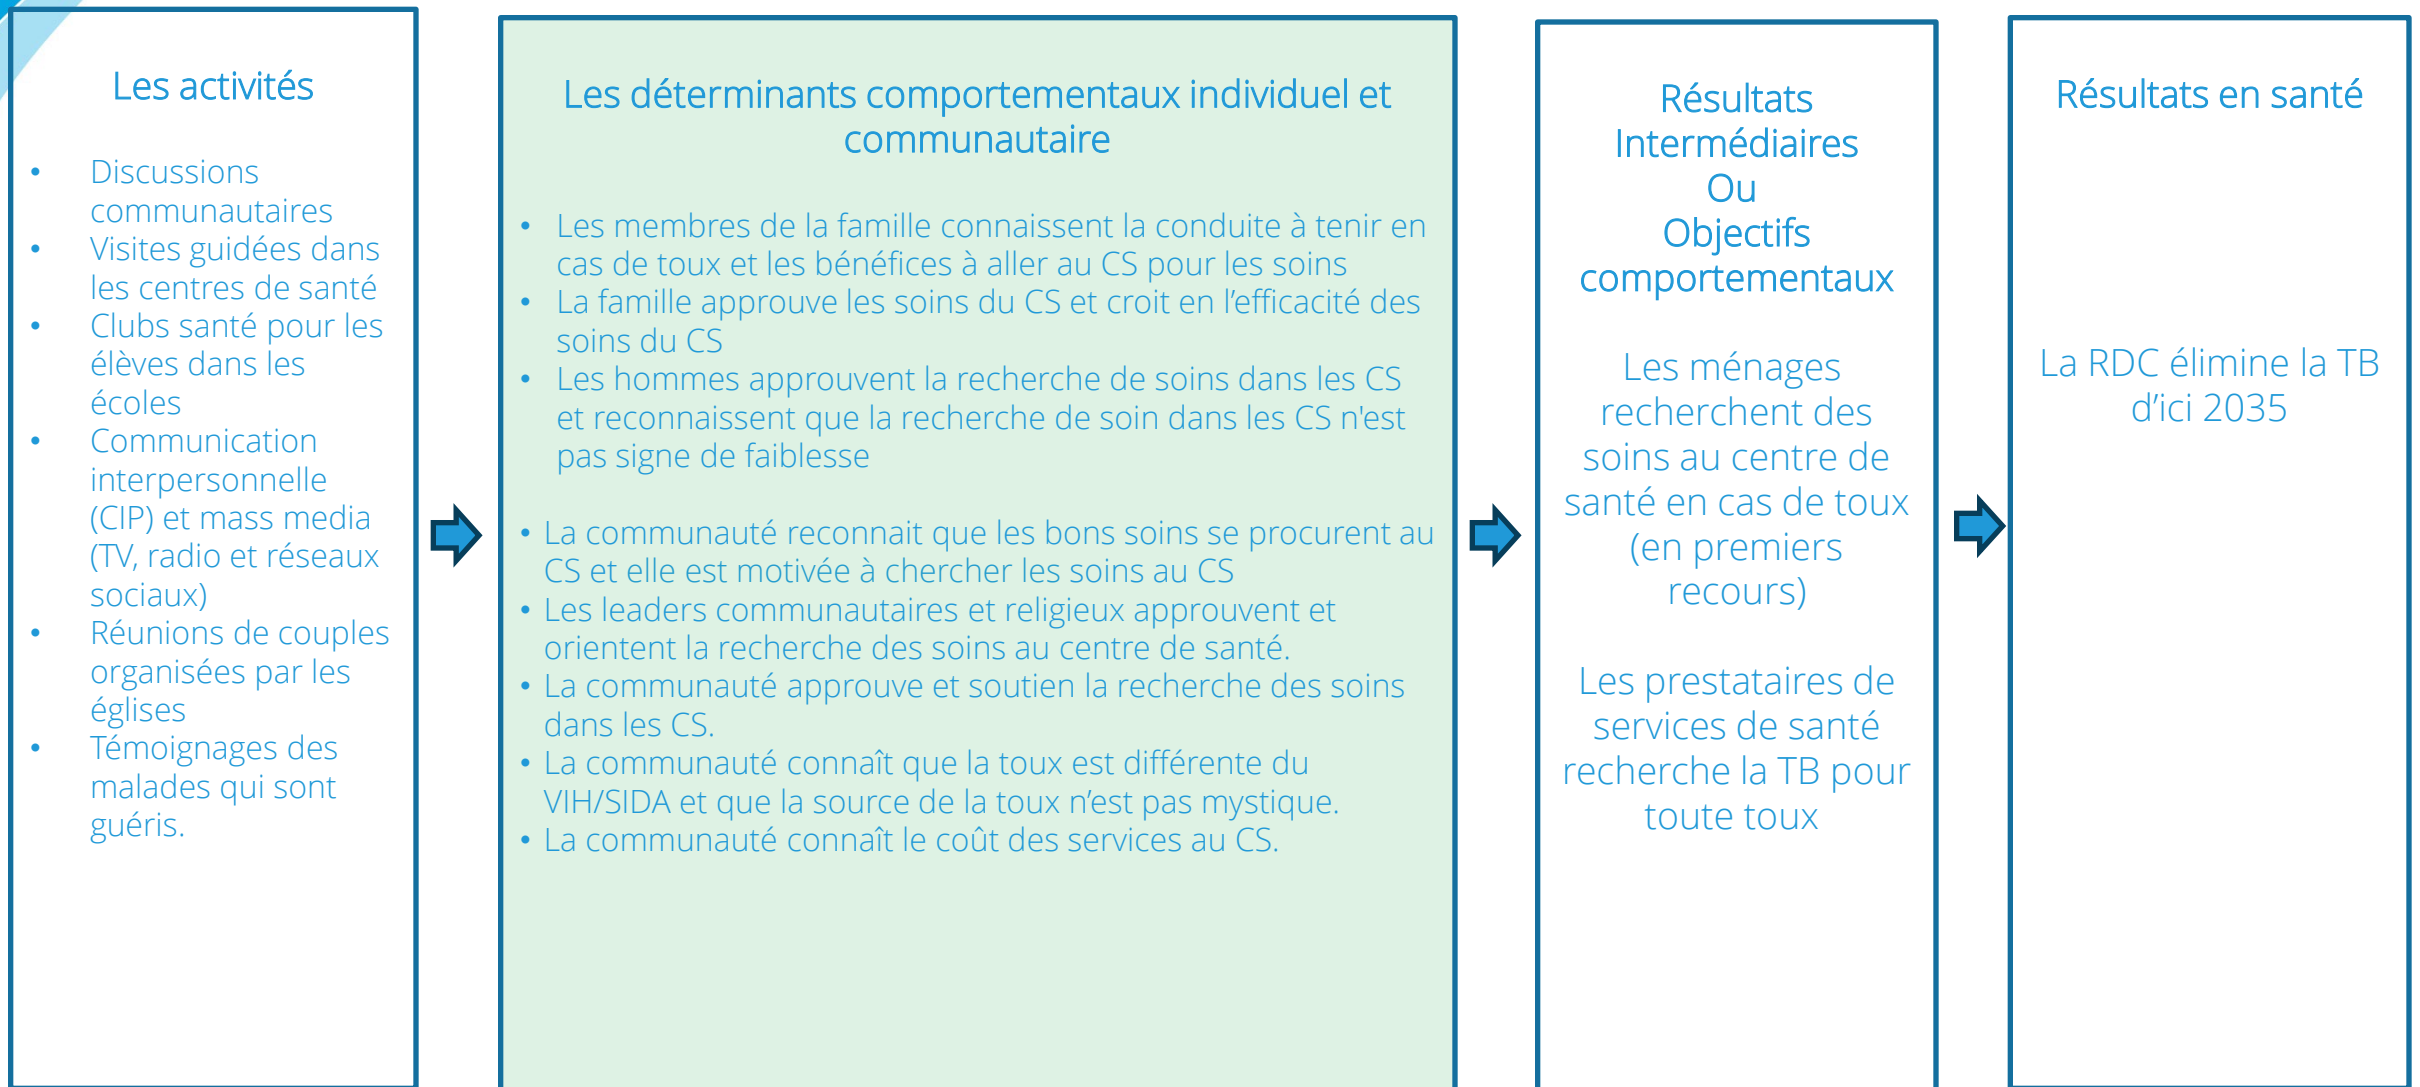 Les activités
• Discussions
communautaires
• Visites guidées dans
les centres de santé
• Clubs santé pour les
élèves dans les
écoles
• Communication
interpersonnelle
(CIP) et mass media
(TV, radio et réseaux
sociaux)
• Réunions de couples
organisées par les
églises
• Témoignages des
malades qui sont
guéris.
Les déterminants comportementaux individuel et
communautaire
• Les membres de la famille connaissent la conduite à tenir en
cas de toux et les bénéfices à aller au CS pour les soins
• La famille approuve les soins du CS et croit en l’efficacité des
soins du CS
• Les hommes approuvent la recherche de soins dans les CS
et reconnaissent que la recherche de soin dans les CS n'est
pas signe de faiblesse
• La communauté reconnait que les bons soins se procurent au
CS et elle est motivée à chercher les soins au CS
• Les leaders communautaires et religieux approuvent et
orientent la recherche des soins au centre de santé.
• La communauté approuve et soutien la recherche des soins
dans les CS.
• La communauté connaît que la toux est différente du
VIH/SIDA et que la source de la toux n’est pas mystique.
• La communauté connaît le coût des services au CS.
Résultats
Intermédiaires
Ou
Objectifs
comportementaux
Les ménages
recherchent des
soins au centre de
santé en cas de toux
(en premiers
recours)
Les prestataires de
services de santé
recherche la TB pour
toute toux
Résultats en santé
La RDC élimine la TB
d’ici 2035